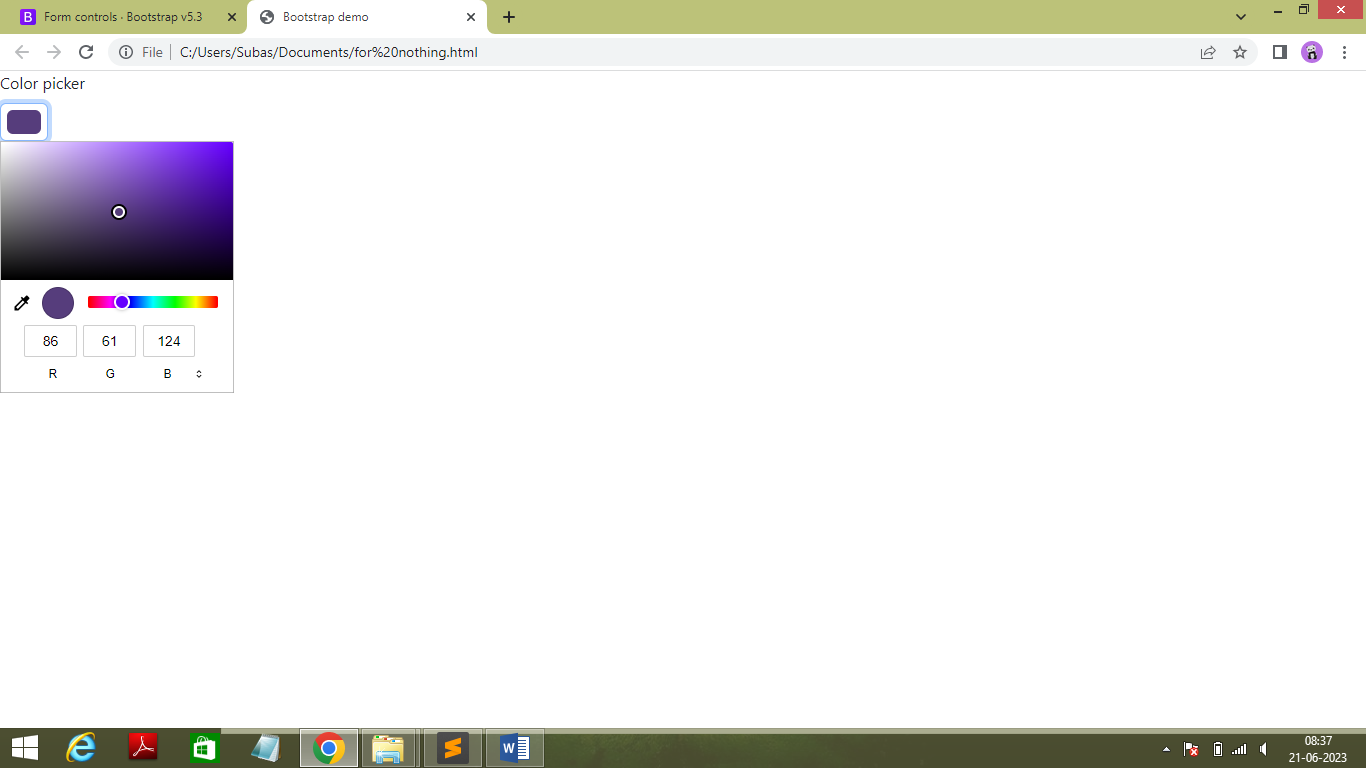 B Form controls · Bootstrap v5.3
Bootstrap demo
File C:/Users/Subas/Documents/for%20nothing.html
Color picker
86 61 124
R G B
S W
08:37
21-06-2023